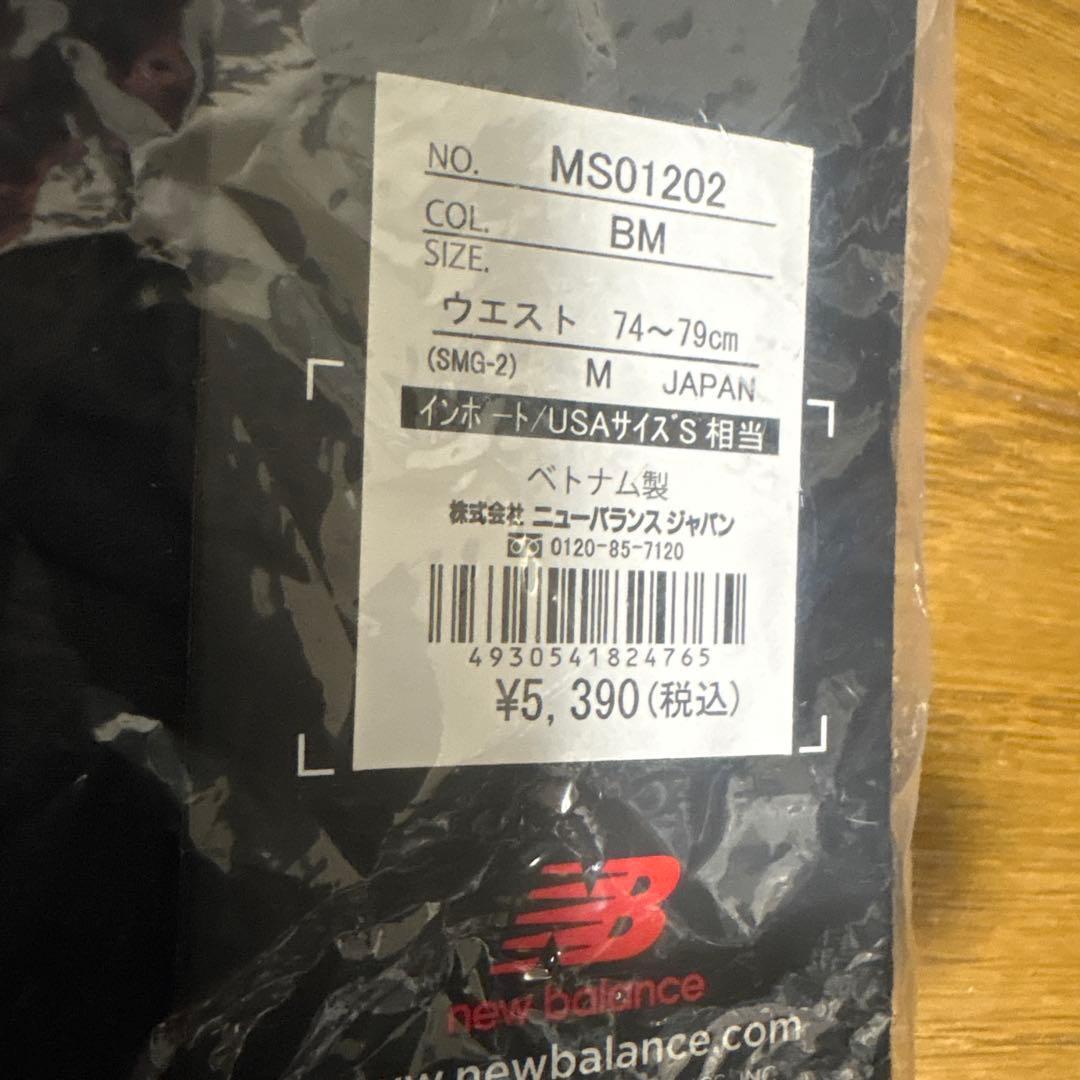 NO. MS01202
COL. BM
SIZE.
ウエスト 74～79cm
(SMG-2) M JAPAN
インポート/USAサイズS相当
ベトナム製
株式会社 ニューバランス ジャパン
0120-85-7120
4930541824765
¥5,390(税込)
NB
new balance
www.newbalance.com